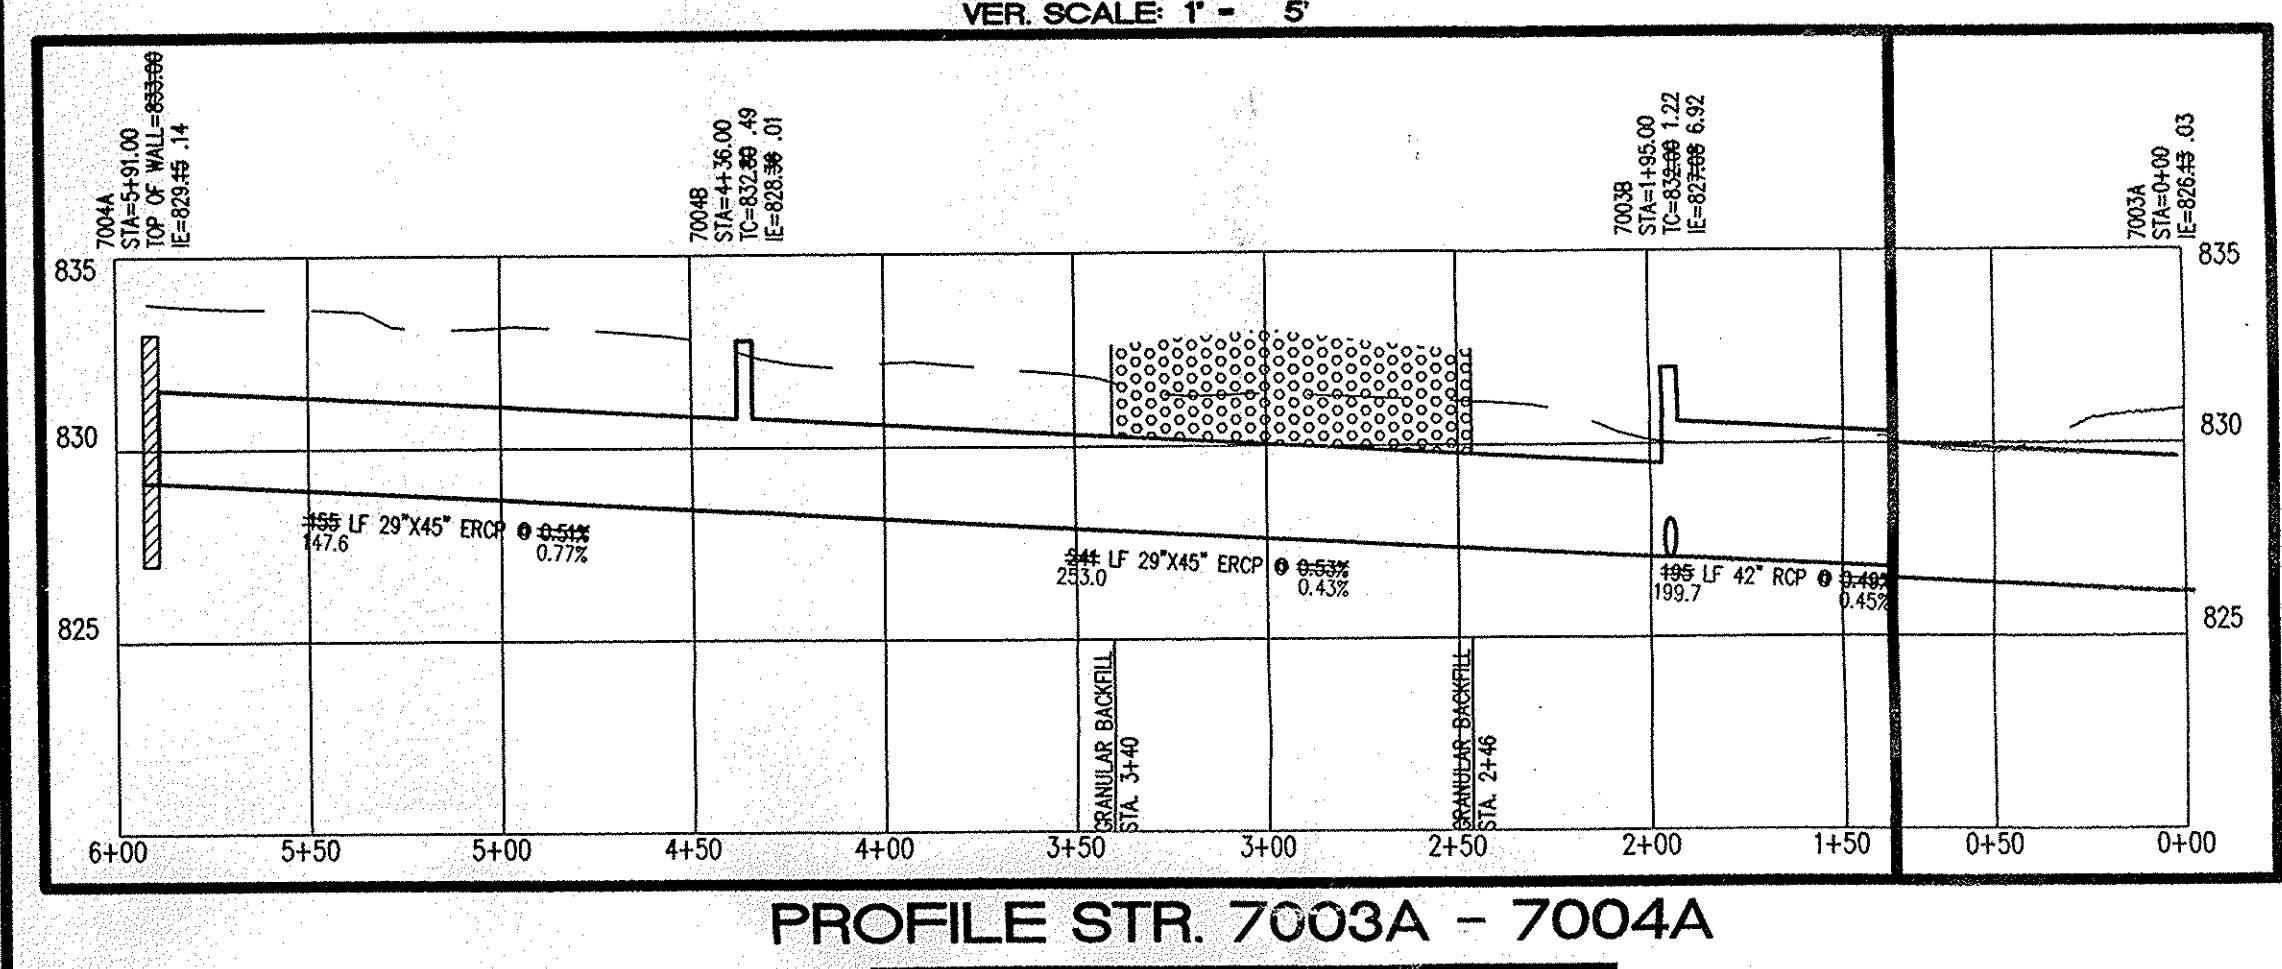 VER. SCALE: 1" = 5'
7004A
STA=5+91.00
TOP OF WALL=833.00
IE=829.15 .14
7004B
STA=4+36.00
TC=832.80 .49
IE=828.36 .01
7003B
STA=1+95.00
TC=832.00 1.22
IE=827.08 6.92
7003A
STA=0+00
IE=826.13 .03
835
835
830
830
825
825
155 LF 29"X45" ERCP @ 0.51%
147.6
0.77%
241 LF 29"X45" ERCP @ 0.53%
253.0
0.43%
195 LF 42" RCP @ 0.49%
199.7
0.45%
GRANULAR BACKFILL
STA. 3+40
GRANULAR BACKFILL
STA. 2+46
6+00
5+50
5+00
4+50
4+00
3+50
3+00
2+50
2+00
1+50
0+50
0+00
PROFILE STR. 7003A - 7004A